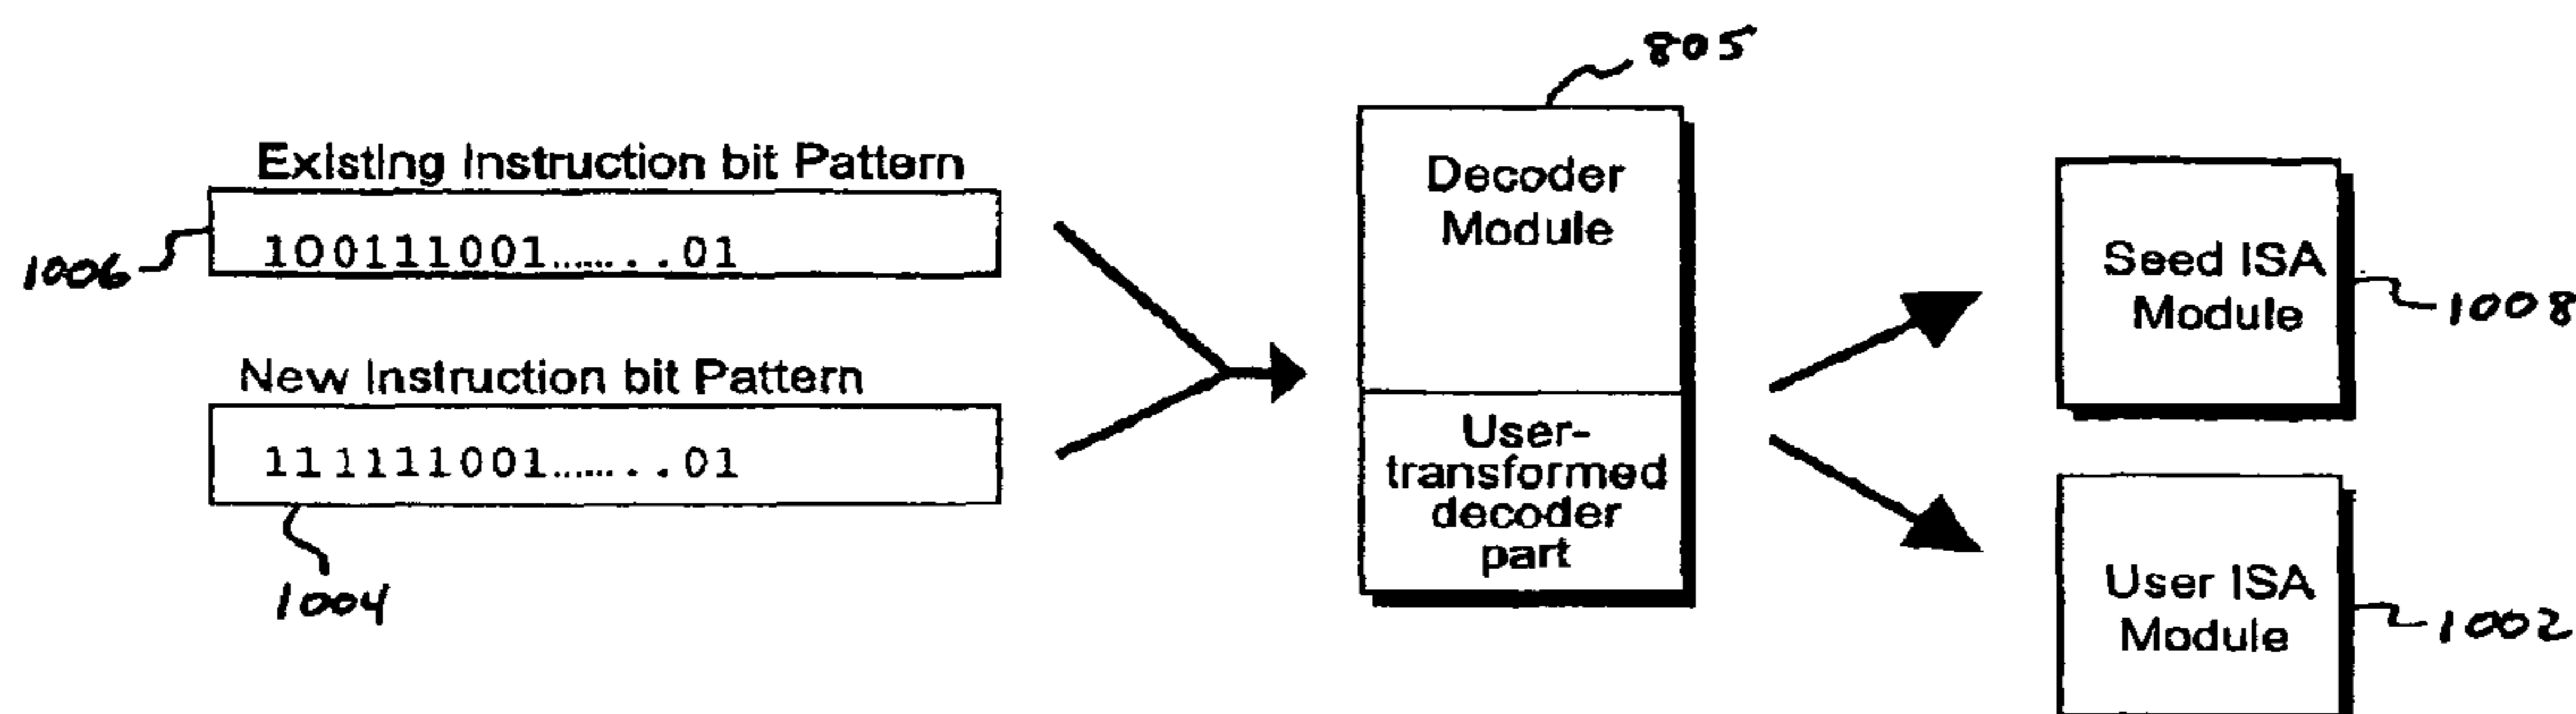 805
Existing Instruction bit Pattern
100111001..........01
1006
New Instruction bit Pattern
111111001..........01
1004
Decoder
Module
User-
transformed
decoder
part
Seed ISA
Module
1008
User ISA
Module
1002